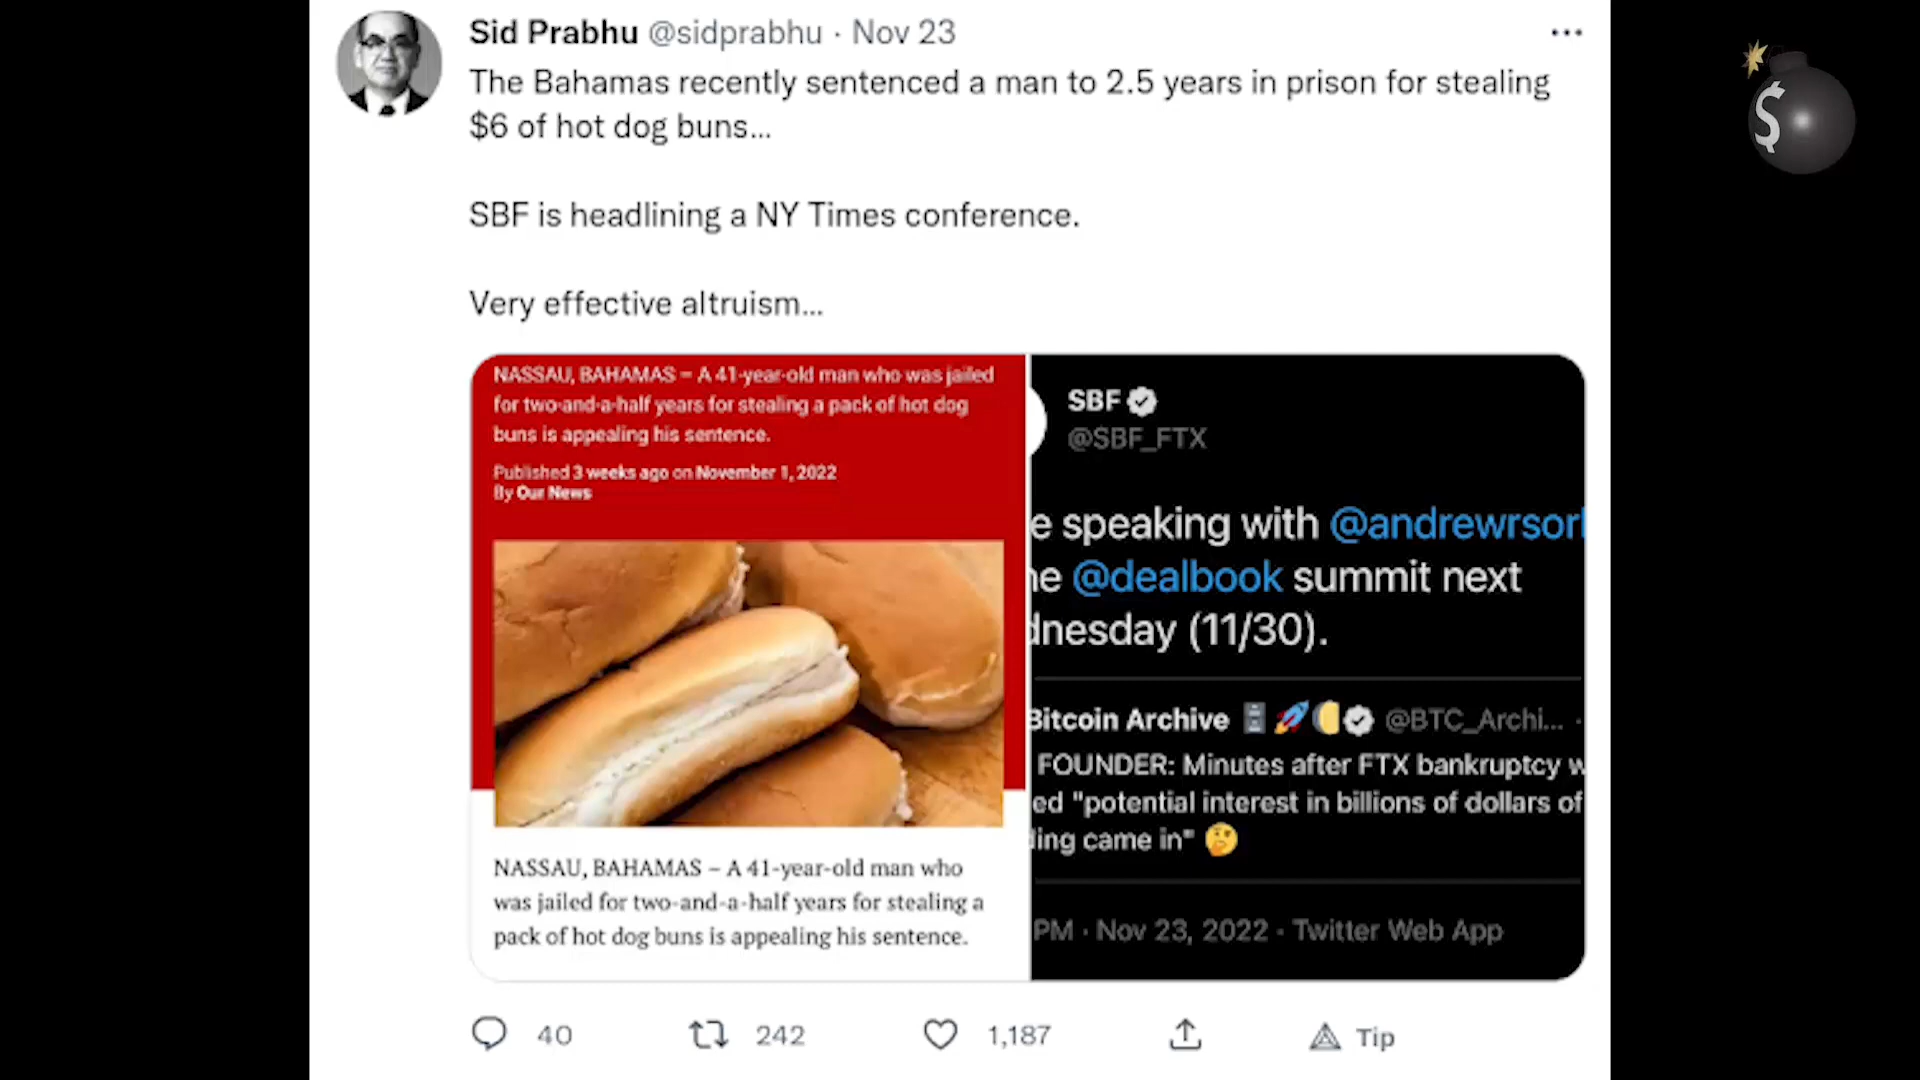 Sid Prabhu @sidprabhu · Nov 23
The Bahamas recently sentenced a man to 2.5 years in prison for stealing
$6 of hot dog buns...
SBF is headlining a NY Times conference.
Very effective altruism...
NASSAU, BAHAMAS – A 41-year-old man who was jailed
for two-and-a-half years for stealing a pack of hot dog
buns is appealing his sentence.
Published 3 weeks ago on November 1, 2022
By Our News
NASSAU, BAHAMAS – A 41-year-old man who
was jailed for two-and-a-half years for stealing a
pack of hot dog buns is appealing his sentence.
SBF
@SBF_FTX
e speaking with @andrewrsor
he @dealbook summit next
dnesday (11/30).
Bitcoin Archive @BTC_Archi... ·
FOUNDER: Minutes after FTX bankruptcy w
ed "potential interest in billions of dollars of
ding came in"
PM · Nov 23, 2022 · Twitter Web App
40 242 1,187 Tip
$